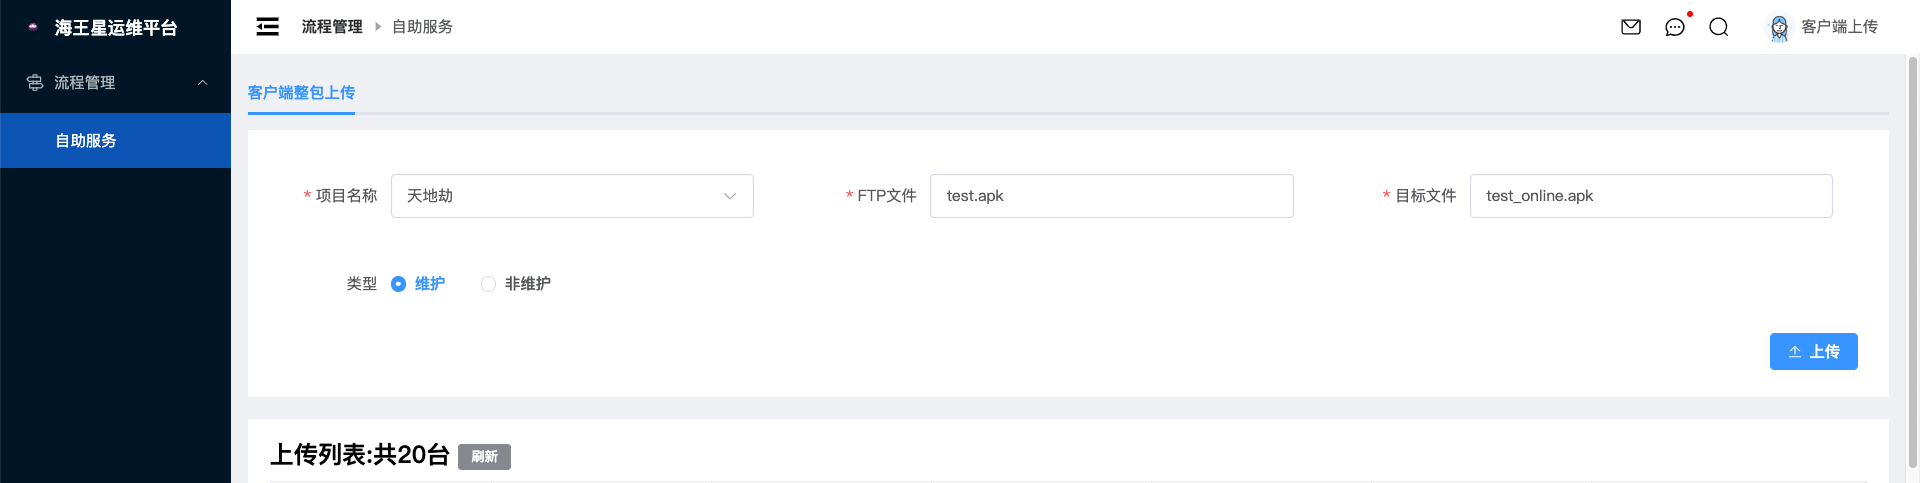 海王星运维平台
流程管理
自助服务
流程管理 自助服务
客户端上传
客户端整包上传
* 项目名称 天地劫 * FTP文件 test.apk * 目标文件 test_online.apk
类型 维护 非维护
上传
上传列表:共20台 刷新